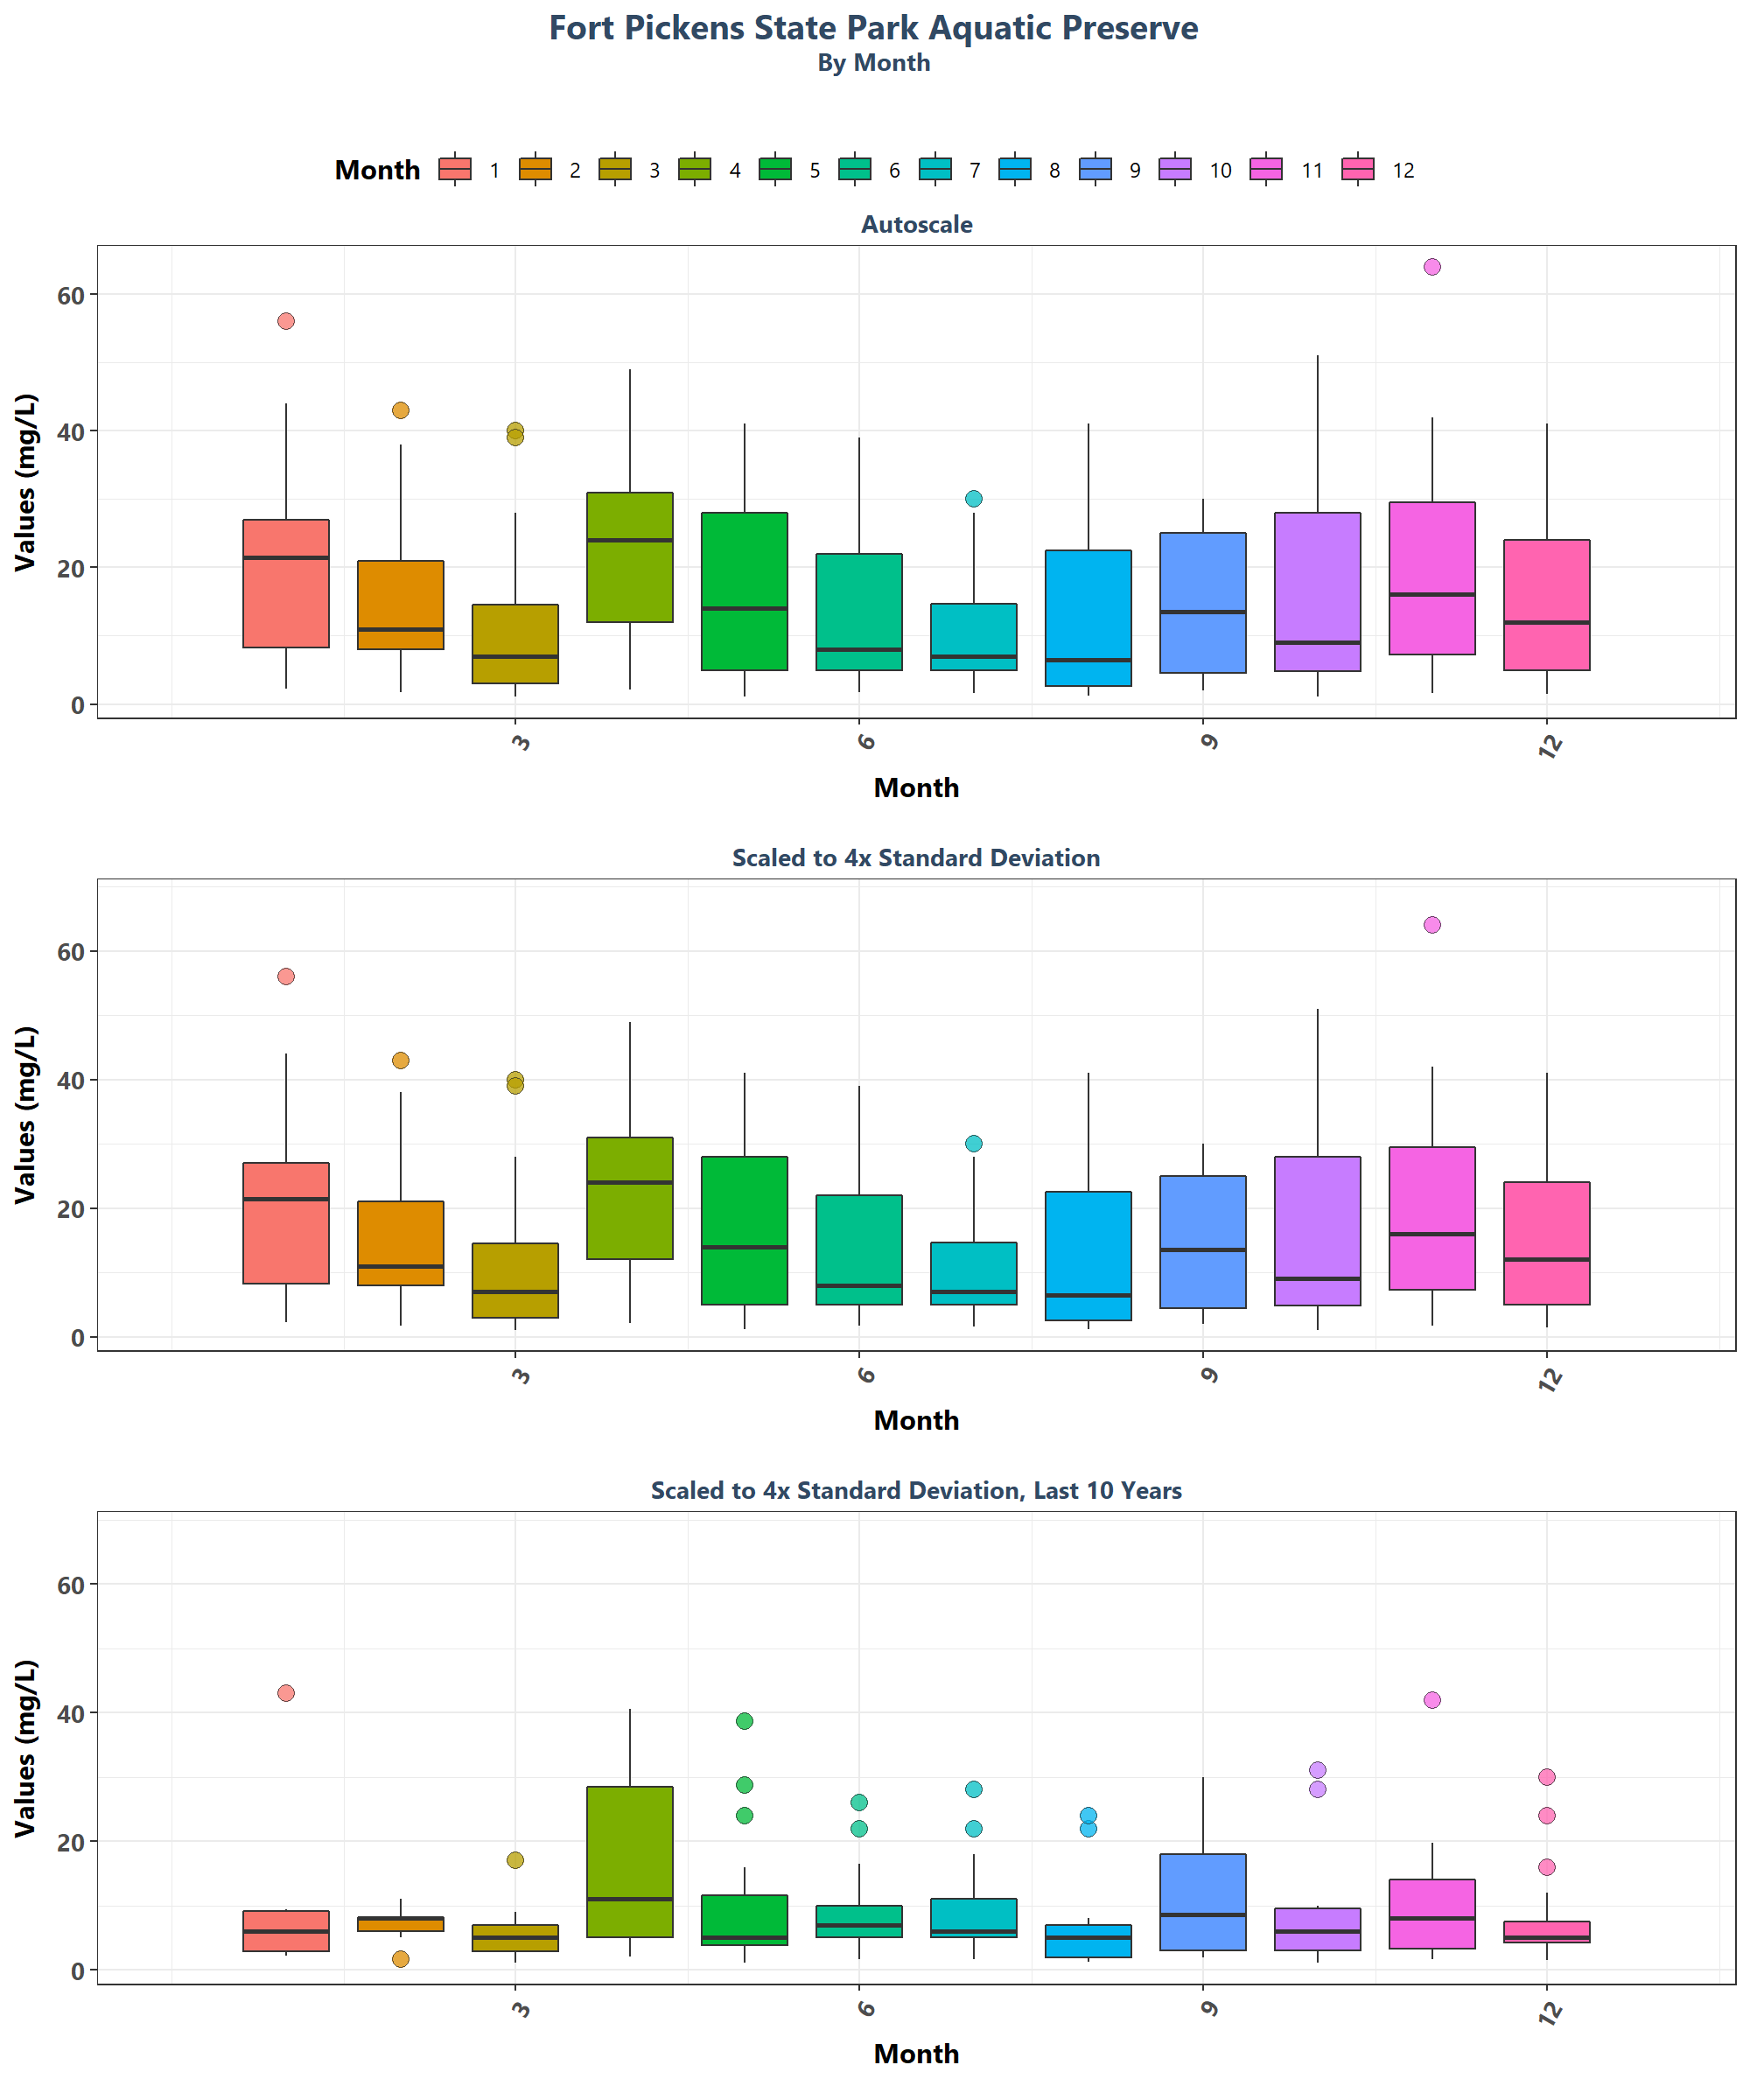 Fort Pickens State Park Aquatic Preserve
By Month
Month 1 2 3 4 5 6 7 8 9 10 11 12
Autoscale
Values (mg/L)
60
40
20
0
3 6 9 12
Month
Scaled to 4x Standard Deviation
Values (mg/L)
60
40
20
0
3 6 9 12
Month
Scaled to 4x Standard Deviation, Last 10 Years
Values (mg/L)
60
40
20
0
3 6 9 12
Month